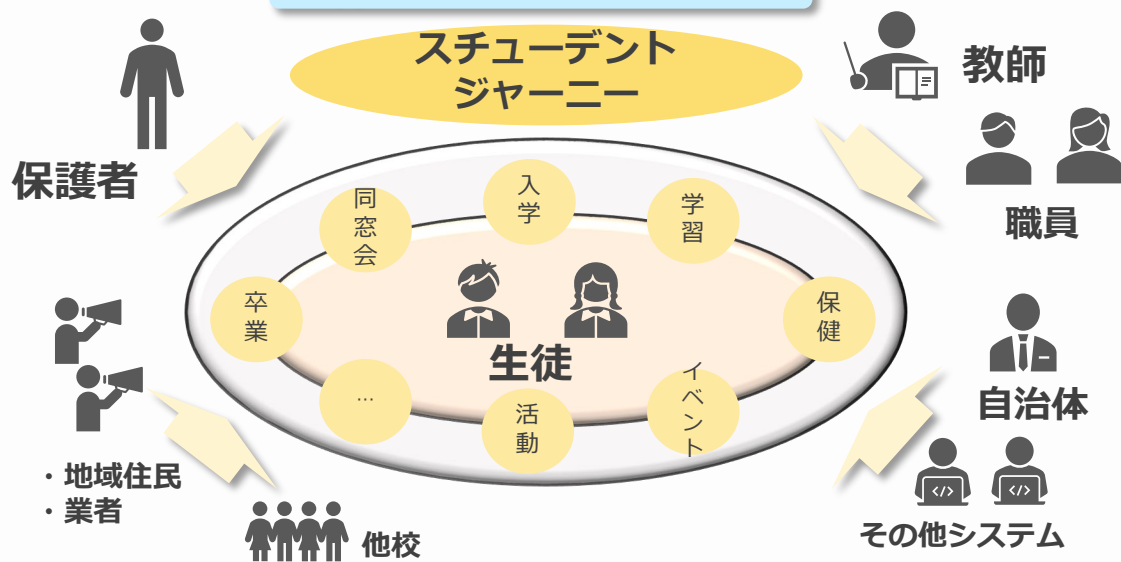 スチューデント
ジャーニー
教師
保護者
職員
入
学
同
窓
会
学
習
卒
業
保
健
生徒
…
イベント
活
動
自治体
・地域住民
・業者
他校
その他システム